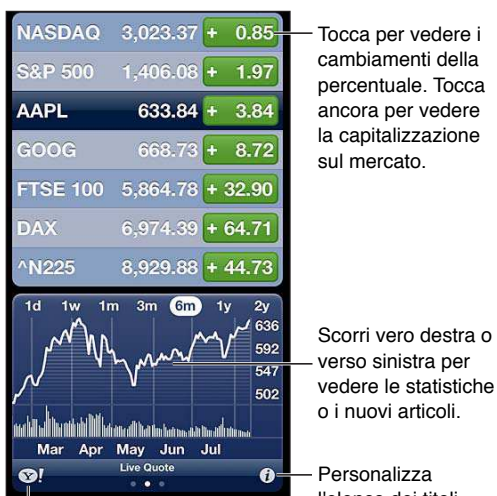 NASDAQ 3,023.37 + 0.85
S&P 500 1,406.08 + 1.97
AAPL 633.84 + 3.84
GOOG 668.73 + 8.72
FTSE 100 5,864.78 + 32.90
DAX 6,974.39 + 64.71
^N225 8,929.88 + 44.73
1d 1w 1m 3m 6m 1y 2y
636
592
547
502
Mar Apr May Jun Jul
Y!
Live Quote
i
Tocca per vedere i
cambiamenti della
percentuale. Tocca
ancora per vedere
la capitalizzazione
sul mercato.
Scorri vero destra o
verso sinistra per
vedere le statistiche
o i nuovi articoli.
Personalizza
l'elenco dei titoli